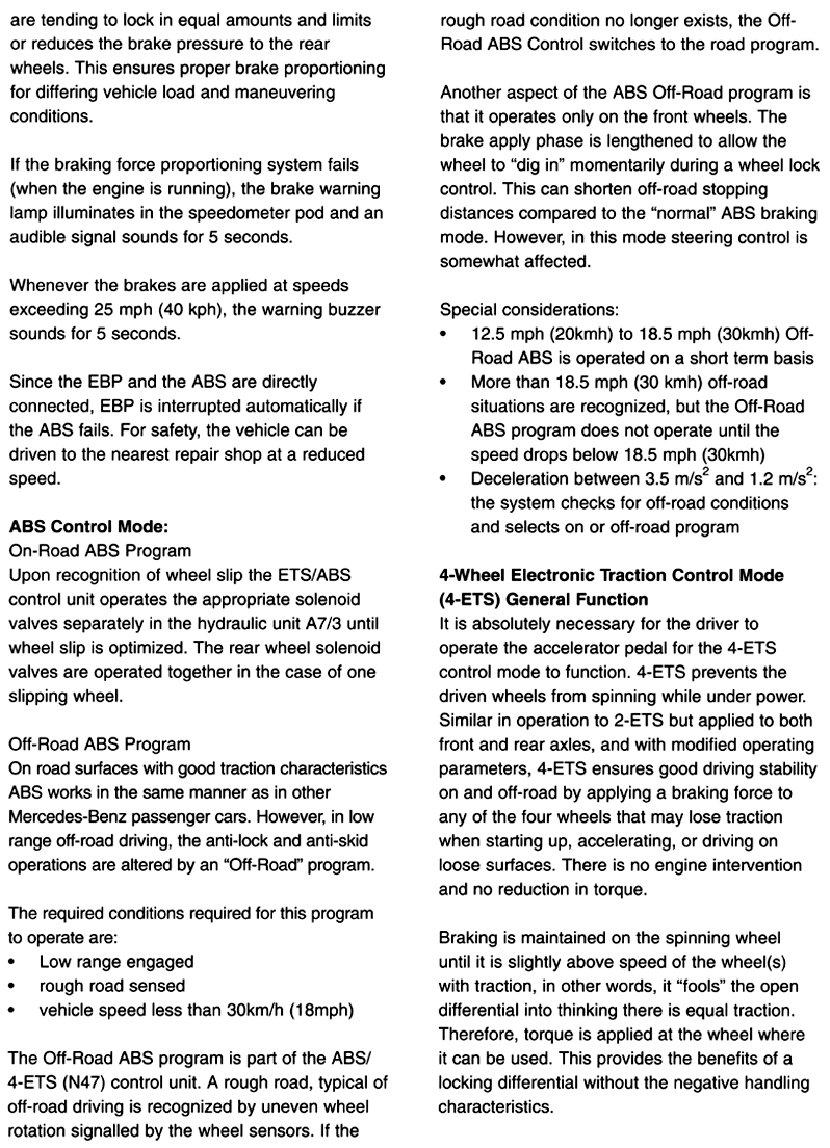 are tending to lock in equal amounts and limits
or reduces the brake pressure to the rear
wheels. This ensures proper brake proportioning
for differing vehicle load and maneuvering
conditions.
If the braking force proportioning system fails
(when the engine is running), the brake warning
lamp illuminates in the speedometer pod and an
audible signal sounds for 5 seconds.
Whenever the brakes are applied at speeds
exceeding 25 mph (40 kph), the warning buzzer
sounds for 5 seconds.
Since the EBP and the ABS are directly
connected, EBP is interrupted automatically if
the ABS fails. For safety, the vehicle can be
driven to the nearest repair shop at a reduced
speed.
ABS Control Mode:
On-Road ABS Program
Upon recognition of wheel slip the ETS/ABS
control unit operates the appropriate solenoid
valves separately in the hydraulic unit A7/3 until
wheel slip is optimized. The rear wheel solenoid
valves are operated together in the case of one
slipping wheel.
Off-Road ABS Program
On road surfaces with good traction characteristics
ABS works in the same manner as in other
Mercedes-Benz passenger cars. However, in low
range off-road driving, the anti-lock and anti-skid
operations are altered by an "Off-Road" program.
The required conditions required for this program
to operate are:
• Low range engaged
• rough road sensed
• vehicle speed less than 30km/h (18mph)
The Off-Road ABS program is part of the ABS/
4-ETS (N47) control unit. A rough road, typical of
off-road driving is recognized by uneven wheel
rotation signalled by the wheel sensors. If the
rough road condition no longer exists, the Off-
Road ABS Control switches to the road program.
Another aspect of the ABS Off-Road program is
that it operates only on the front wheels. The
brake apply phase is lengthened to allow the
wheel to "dig in" momentarily during a wheel lock
control. This can shorten off-road stopping
distances compared to the "normal" ABS braking
mode. However, in this mode steering control is
somewhat affected.
Special considerations:
• 12.5 mph (20kmh) to 18.5 mph (30kmh) Off-
Road ABS is operated on a short term basis
• More than 18.5 mph (30 kmh) off-road
situations are recognized, but the Off-Road
ABS program does not operate until the
speed drops below 18.5 mph (30kmh)
• Deceleration between 3.5 m/s² and 1.2 m/s²:
the system checks for off-road conditions
and selects on or off-road program
4-Wheel Electronic Traction Control Mode
(4-ETS) General Function
It is absolutely necessary for the driver to
operate the accelerator pedal for the 4-ETS
control mode to function. 4-ETS prevents the
driven wheels from spinning while under power.
Similar in operation to 2-ETS but applied to both
front and rear axles, and with modified operating
parameters, 4-ETS ensures good driving stability
on and off-road by applying a braking force to
any of the four wheels that may lose traction
when starting up, accelerating, or driving on
loose surfaces. There is no engine intervention
and no reduction in torque.
Braking is maintained on the spinning wheel
until it is slightly above speed of the wheel(s)
with traction, in other words, it "fools" the open
differential into thinking there is equal traction.
Therefore, torque is applied at the wheel where
it can be used. This provides the benefits of a
locking differential without the negative handling
characteristics.